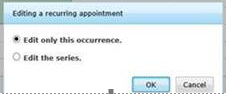 Editing a recurring appointment
Edit only this occurrence.
Edit the series.
OK Cancel